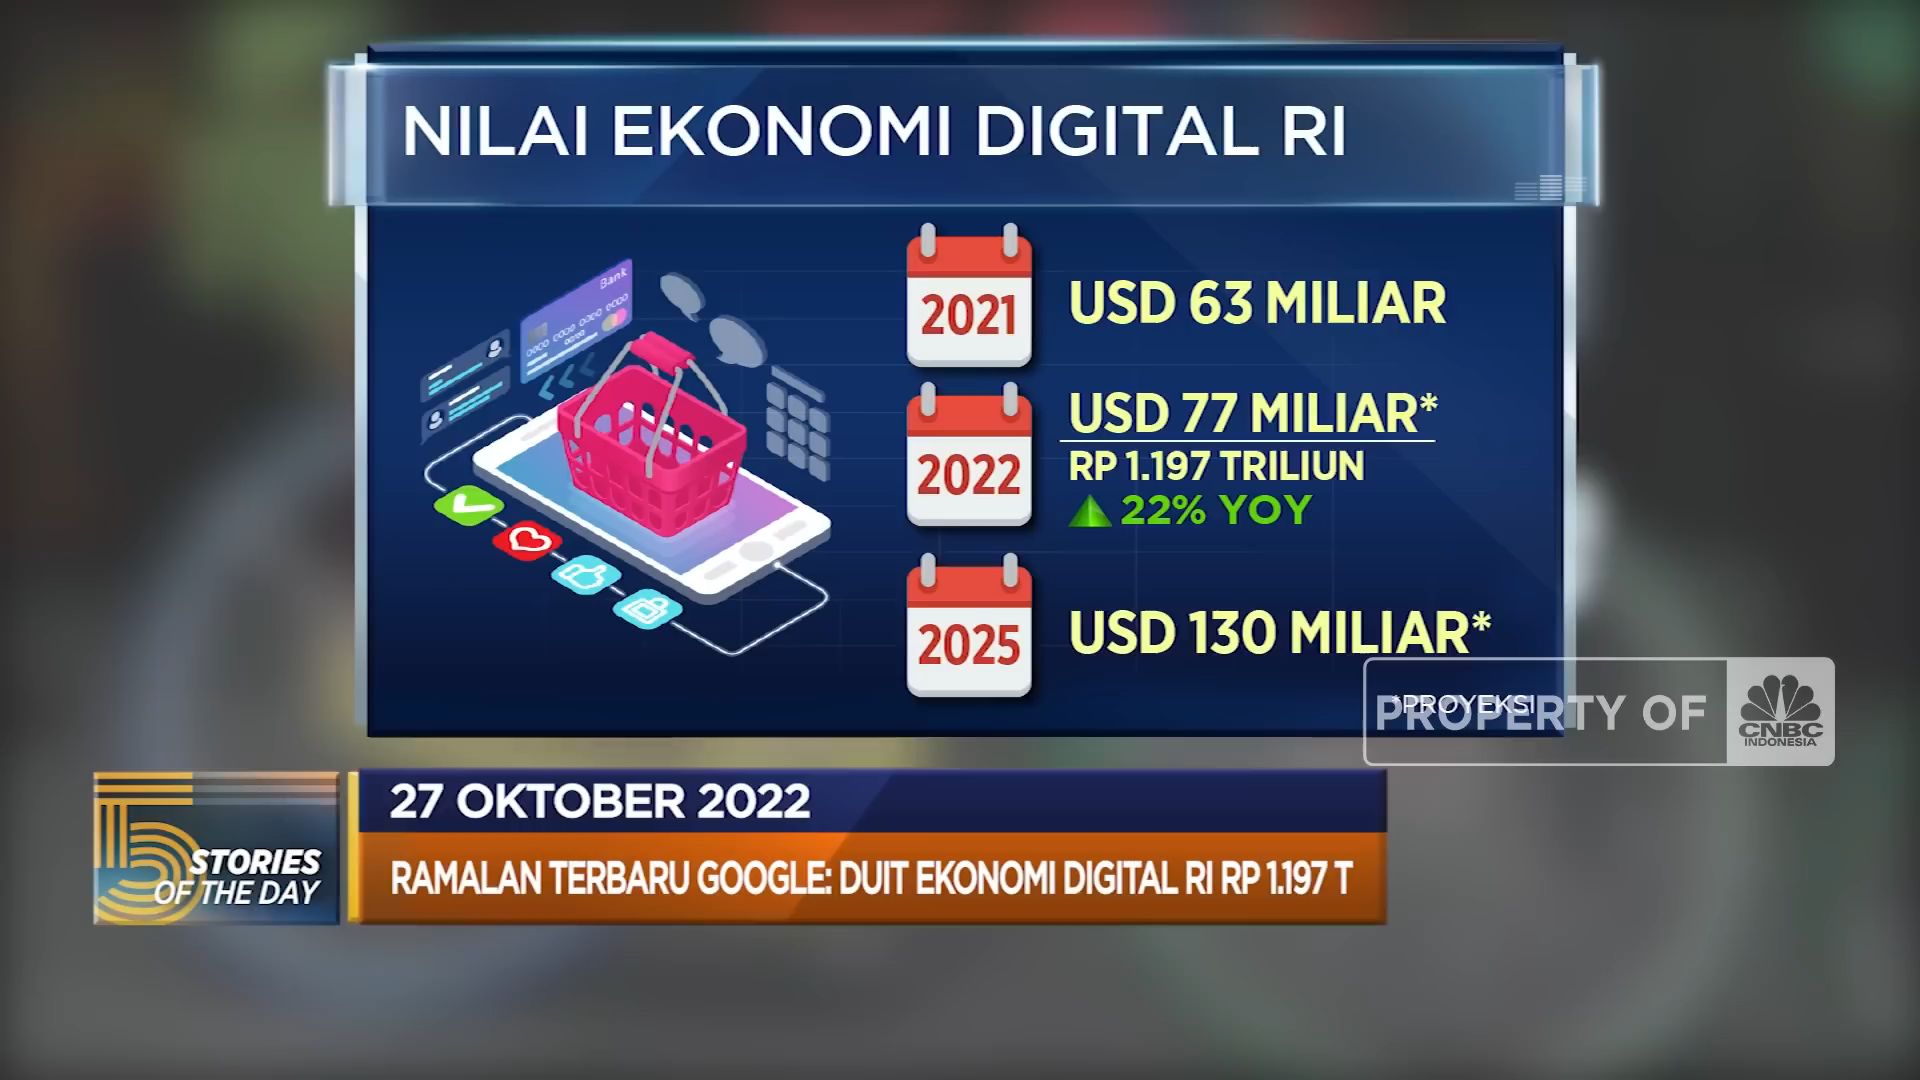 NILAI EKONOMI DIGITAL RI
Bank
2021
USD 63 MILIAR
2022
USD 77 MILIAR*
RP 1.197 TRILIUN
22% YOY
2025
USD 130 MILIAR*
*PROYEKSI
PROPERTY OF
CNBC
INDONESIA
27 OKTOBER 2022
5 STORIES
OF THE DAY
RAMALAN TERBARU GOOGLE: DUIT EKONOMI DIGITAL RI RP 1.197 T